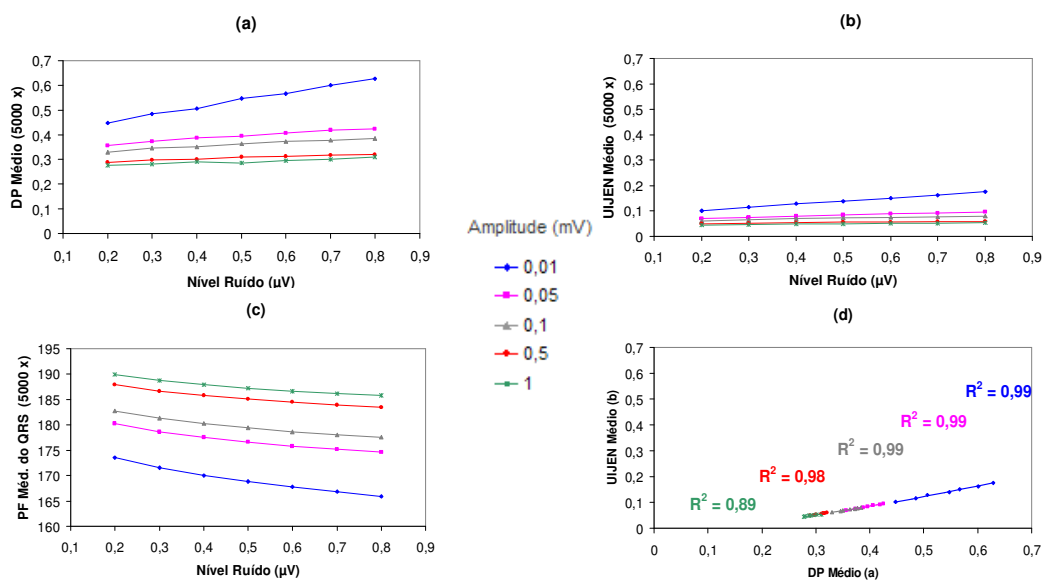 (a)
DP Médio (5000 x)
0,7
0,6
0,5
0,4
0,3
0,2
0,1
0
0,1 0,2 0,3 0,4 0,5 0,6 0,7 0,8 0,9
Nível Ruído (µV)
(b)
UIJEN Médio (5000 x)
0,7
0,6
0,5
0,4
0,3
0,2
0,1
0
0,1 0,2 0,3 0,4 0,5 0,6 0,7 0,8 0,9
Nível Ruído (µV)
Amplitude (mV)
0,01
0,05
0,1
0,5
1
(c)
PF Méd. do QRS (5000 x)
195
190
185
180
175
170
165
160
0,1 0,2 0,3 0,4 0,5 0,6 0,7 0,8 0,9
Nível Ruído (µV)
(d)
UIJEN Médio (b)
0,7
0,6
0,5
0,4
0,3
0,2
0,1
0
R² = 0,99
R² = 0,99
R² = 0,99
R² = 0,98
R² = 0,89
0 0,1 0,2 0,3 0,4 0,5 0,6 0,7
DP Médio (a)